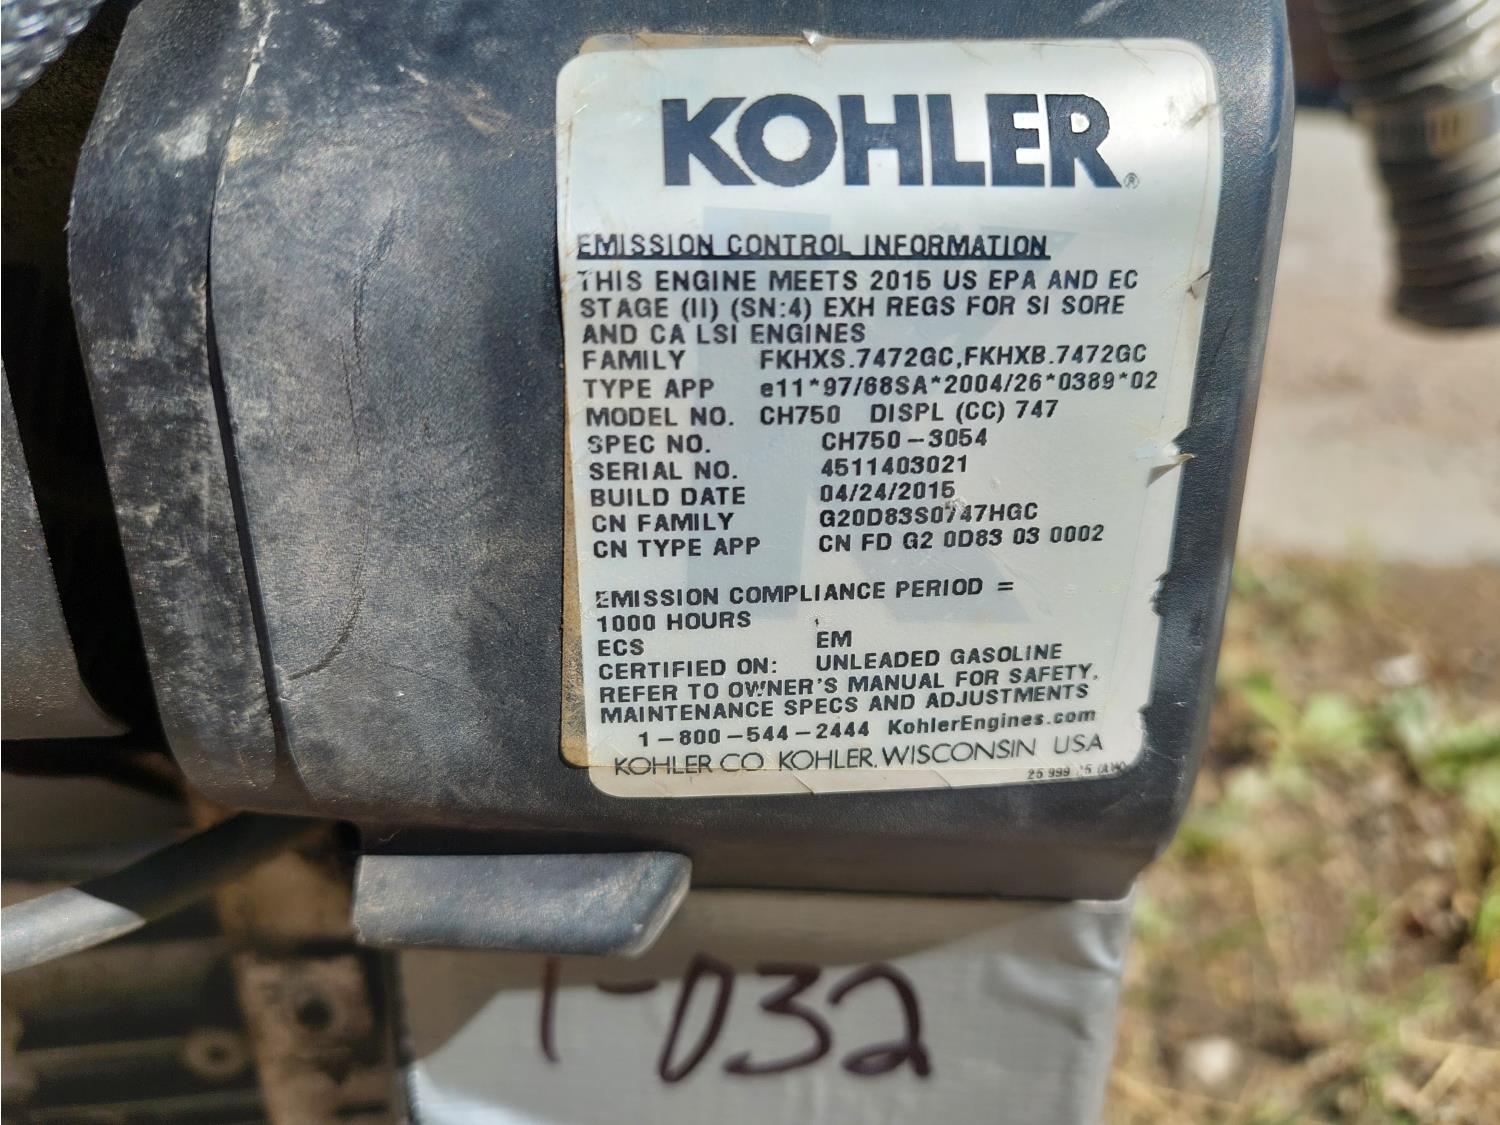 KOHLER®
EMISSION CONTROL INFORMATION
THIS ENGINE MEETS 2015 US EPA AND EC
STAGE (II) (SN:4) EXH REGS FOR SI SORE
AND CA LSI ENGINES
FAMILY FKHXS.7472GC,FKHXB.7472GC
TYPE APP e11*97/68SA*2004/26*0389*02
MODEL NO. CH750 DISPL (CC) 747
SPEC NO. CH750-3054
SERIAL NO. 4511403021
BUILD DATE 04/24/2015
CN FAMILY G20D83S0747HGC
CN TYPE APP CN FD G2 0D83 03 0002
EMISSION COMPLIANCE PERIOD =
1000 HOURS
ECS EM
CERTIFIED ON: UNLEADED GASOLINE
REFER TO OWNER'S MANUAL FOR SAFETY,
MAINTENANCE SPECS AND ADJUSTMENTS
1-800-544-2444 KohlerEngines.com
KOHLER CO. KOHLER, WISCONSIN USA
25 999
1-032